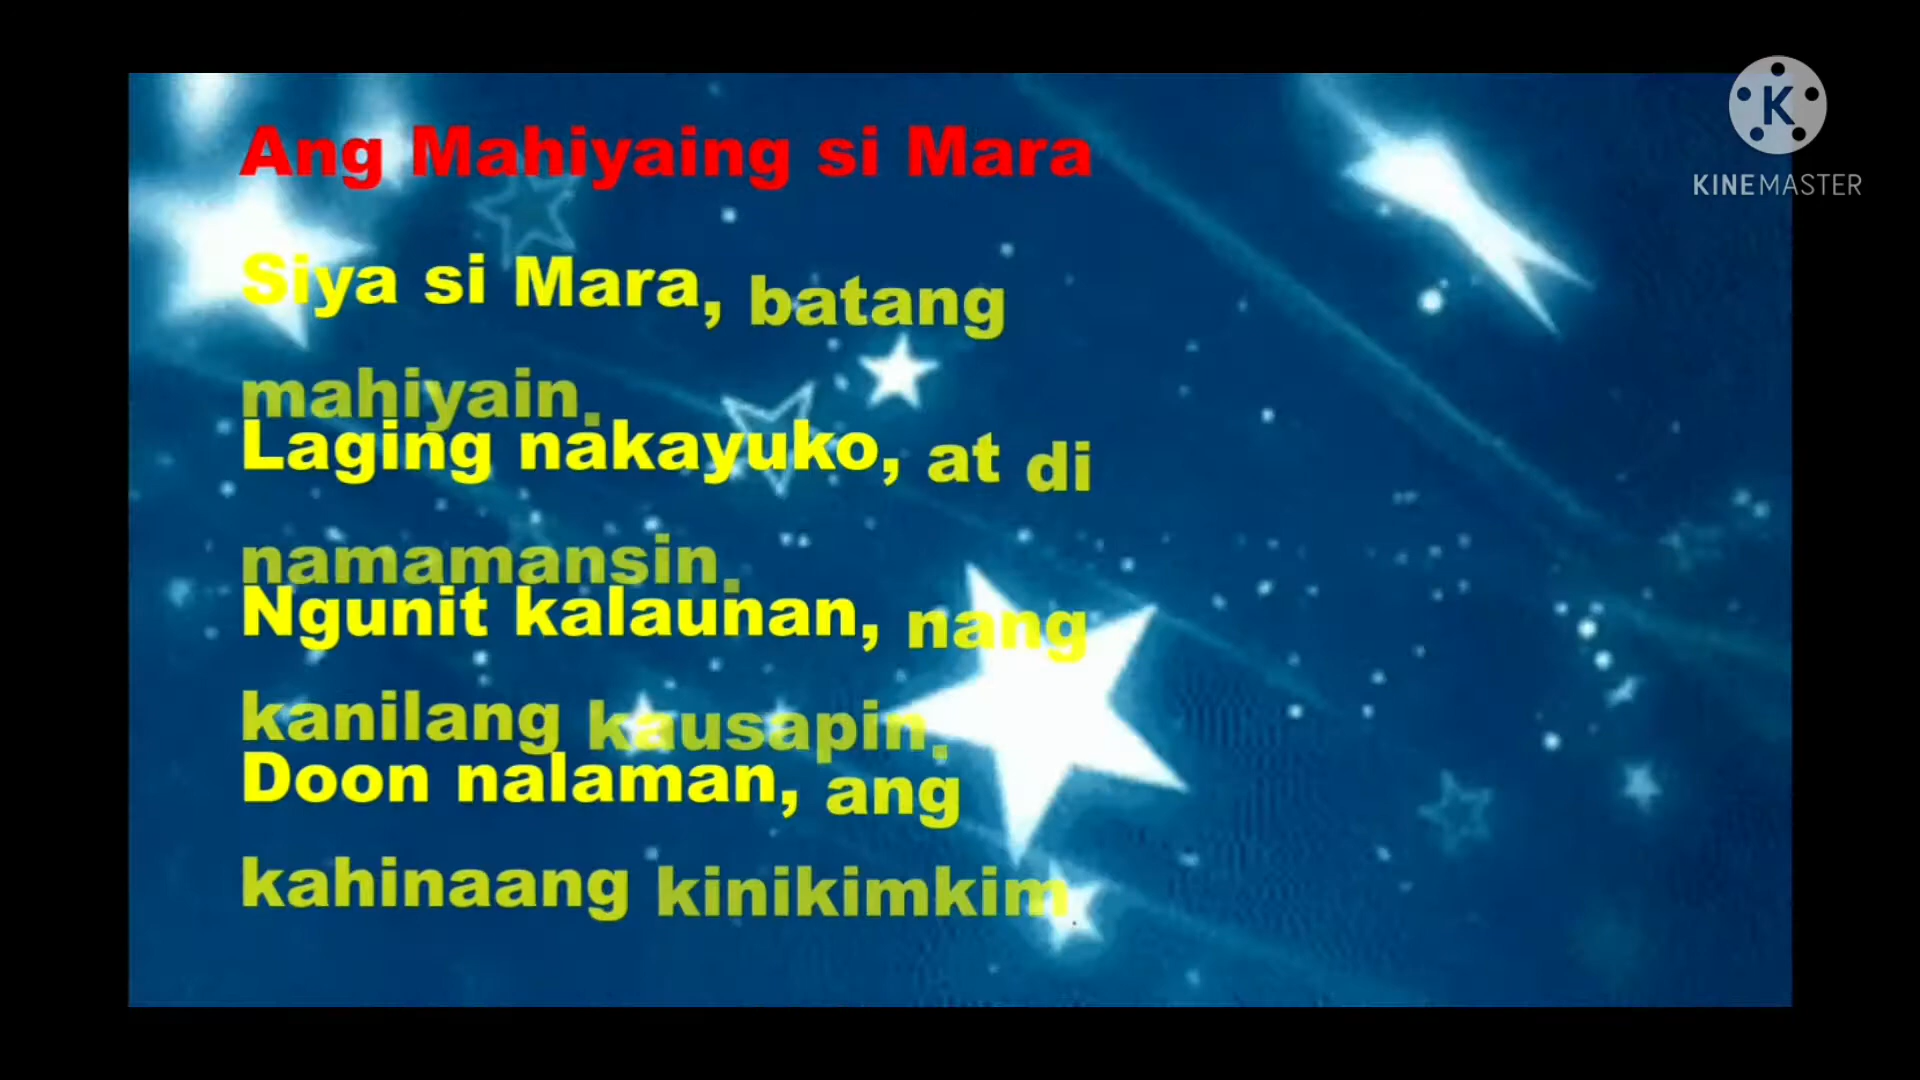 Ang Mahiyaing si Mara
Siya si Mara, batang
mahiyain.
Laging nakayuko, at di
namamansin.
Ngunit kalaunan, nang
kanilang kausapin.
Doon nalaman, ang
kahinaang kinikimkim.
K
KINEMASTER